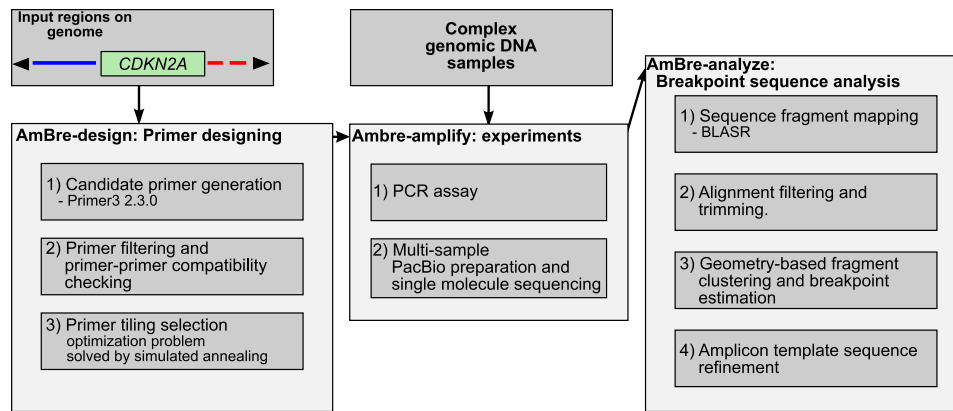 Input regions on
genome
CDKN2A
Complex
genomic DNA
samples
AmBre-design: Primer designing
1) Candidate primer generation
- Primer3 2.3.0
2) Primer filtering and
primer-primer compatibility
checking
3) Primer tiling selection
optimization problem
solved by simulated annealing
Ambre-amplify: experiments
1) PCR assay
2) Multi-sample
PacBio preparation and
single molecule sequencing
AmBre-analyze:
Breakpoint sequence analysis
1) Sequence fragment mapping
- BLASR
2) Alignment filtering and
trimming.
3) Geometry-based fragment
clustering and breakpoint
estimation
4) Amplicon template sequence
refinement